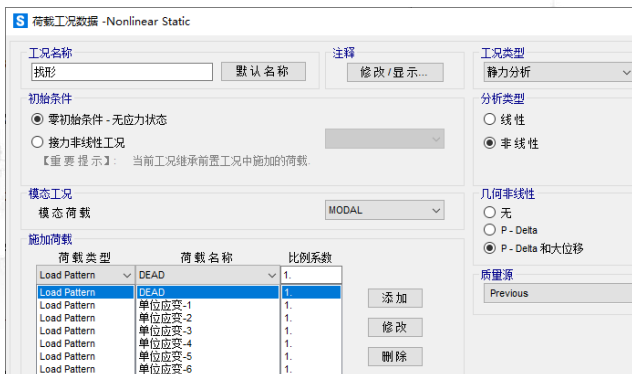 S 荷载工况数据 -Nonlinear Static
工况名称
找形
默认名称
注释
修改/显示...
工况类型
静力分析
初始条件
零初始条件 - 无应力状态
接力非线性工况
【重要提示】: 当前工况继承前置工况中施加的荷载.
分析类型
线性
非线性
模态工况
模态荷载
MODAL
几何非线性
无
P - Delta
P - Delta 和大位移
施加荷载
荷载类型 荷载名称 比例系数
Load Pattern DEAD 1.
Load Pattern DEAD 1.
Load Pattern 单位应变-1 1.
Load Pattern 单位应变-2 1.
Load Pattern 单位应变-3 1.
Load Pattern 单位应变-4 1.
Load Pattern 单位应变-5 1.
Load Pattern 单位应变-6 1.
添加
修改
删除
质量源
Previous